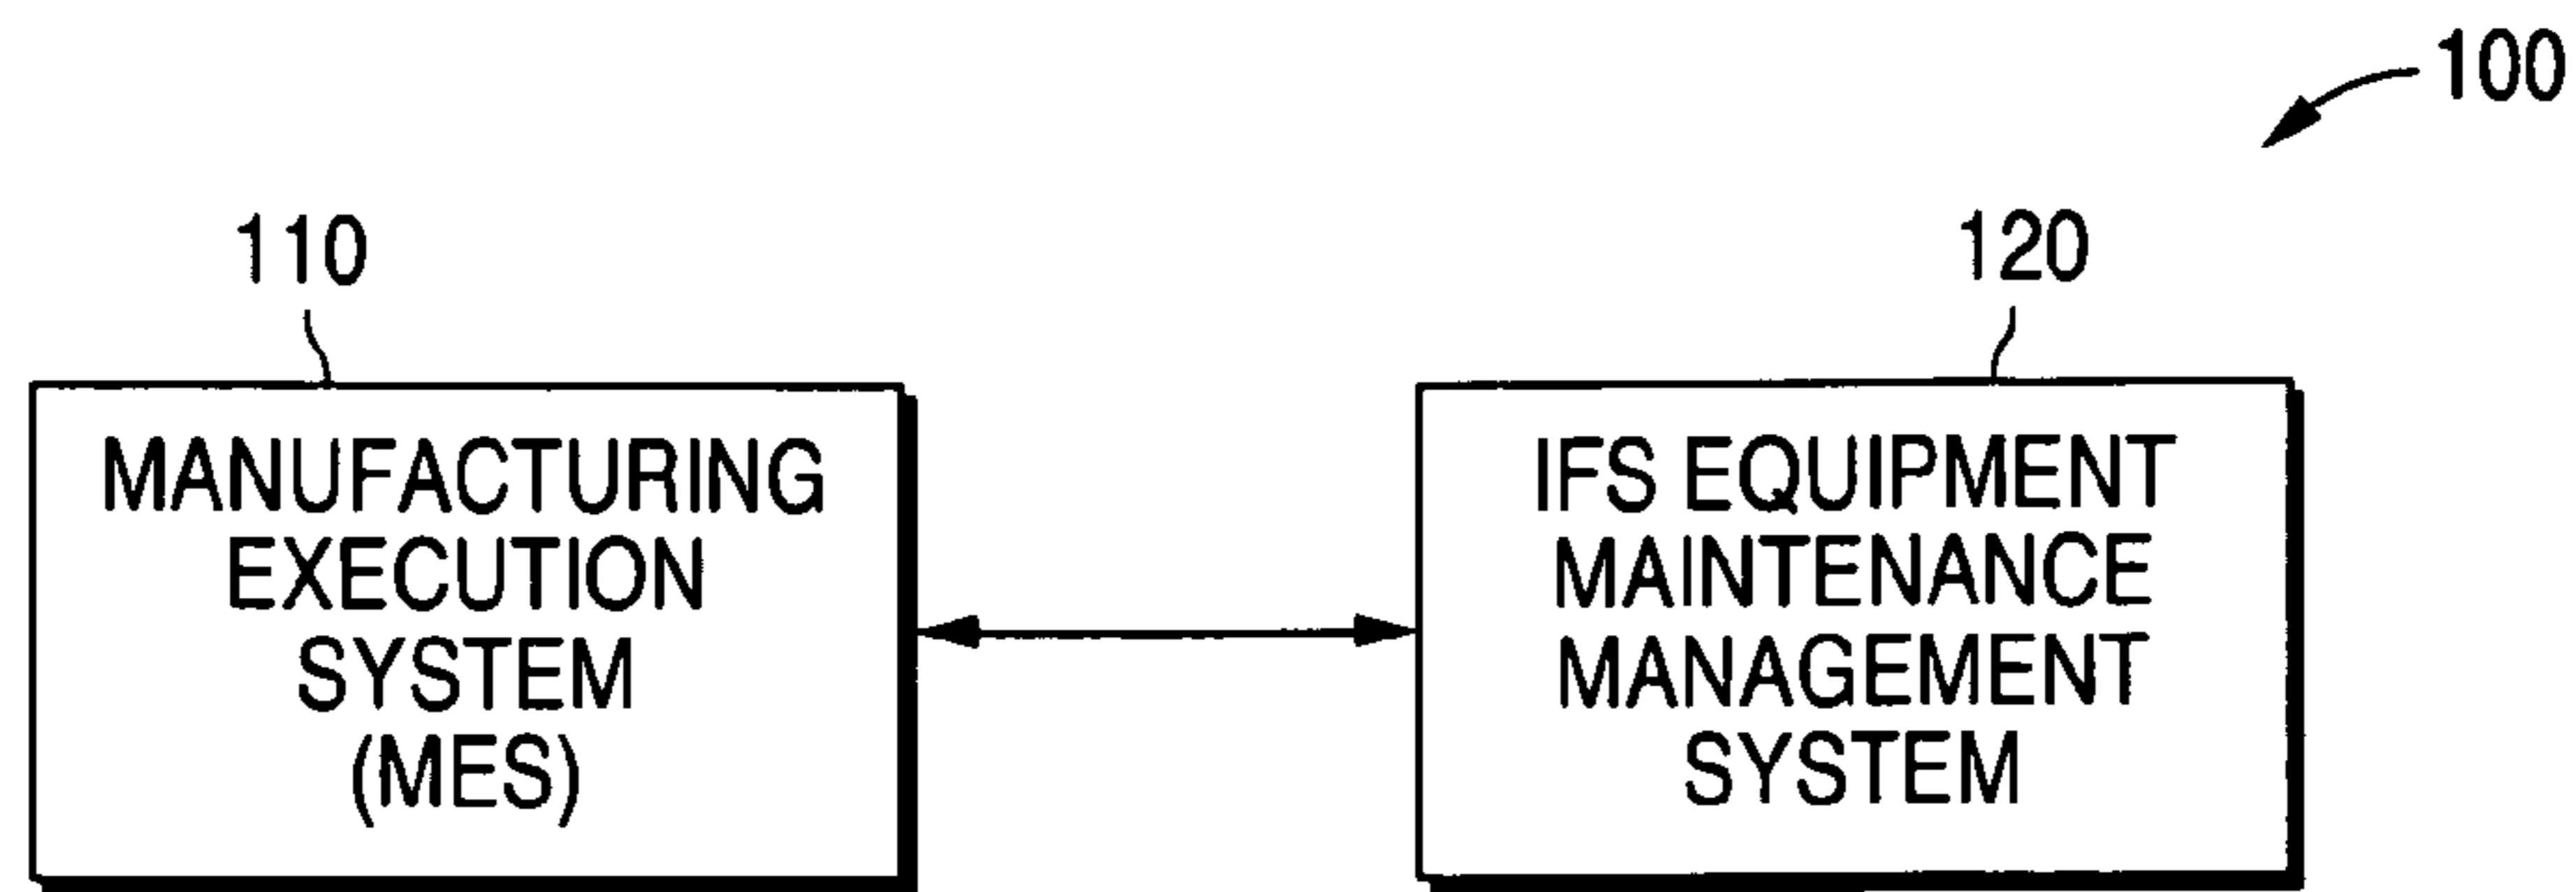 100
110
120
MANUFACTURING
EXECUTION
SYSTEM
(MES)
IFS EQUIPMENT
MAINTENANCE
MANAGEMENT
SYSTEM